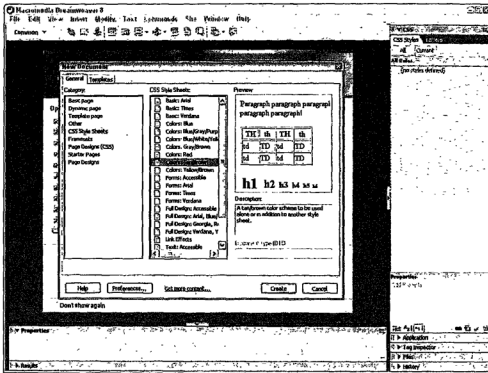 Macromedia Dreamweaver 8
File Edit View Insert Modify Text Commands Site Window Help
Common
CSS
CSS Styles
All Current
All Rules
(no styles defined)
New Document
General Templates
Category:
Basic page
Dynamic page
Template page
Other
CSS Style Sheets
Framesets
Page Designs (CSS)
Starter Pages
Page Designs
CSS Style Sheets:
Basic: Arial
Basic: Times
Basic: Verdana
Colors: Blue
Colors: Blue/Gray/Purp
Colors: Blue/White/Yell
Colors: Gray/Brown
Colors: Red
Colors: Yellow/Brown
Forms: Accessible
Forms: Arial
Forms: Times
Forms: Verdana
Full Design: Accessible
Full Design: Arial, Blue/
Full Design: Georgia, R
Full Design: Verdana, Y
Link Effects
Text: Accessible
Preview:
Paragraph paragraph paragrapl
paragraph paragraph!
TH th TH th
td TD td TD
td TD td TD
h1 h2 h3 h4 h5 h6
Description:
A tan/brown color scheme to be used
alone or in addition to another style
sheet.
Help Preferences... Get more content... Create Cancel
Don't show again
Properties
Results
Properties
Application
Tag Inspector
Files
History